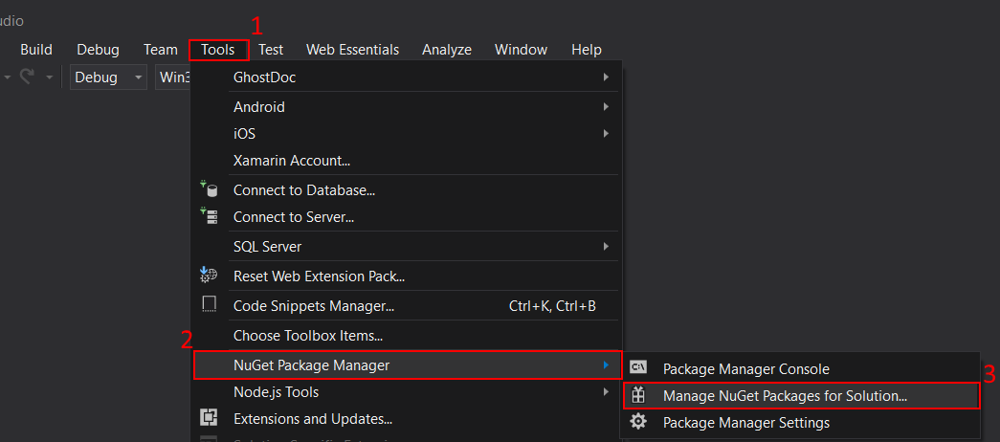 udio
1
Build Debug Team Tools Test Web Essentials Analyze Window Help
Debug Win3
GhostDoc
Android
iOS
Xamarin Account...
Connect to Database...
Connect to Server...
SQL Server
Reset Web Extension Pack...
Code Snippets Manager... Ctrl+K, Ctrl+B
Choose Toolbox Items...
2
NuGet Package Manager
Node.js Tools
Extensions and Updates...
C:\
Package Manager Console
3
Manage NuGet Packages for Solution...
Package Manager Settings